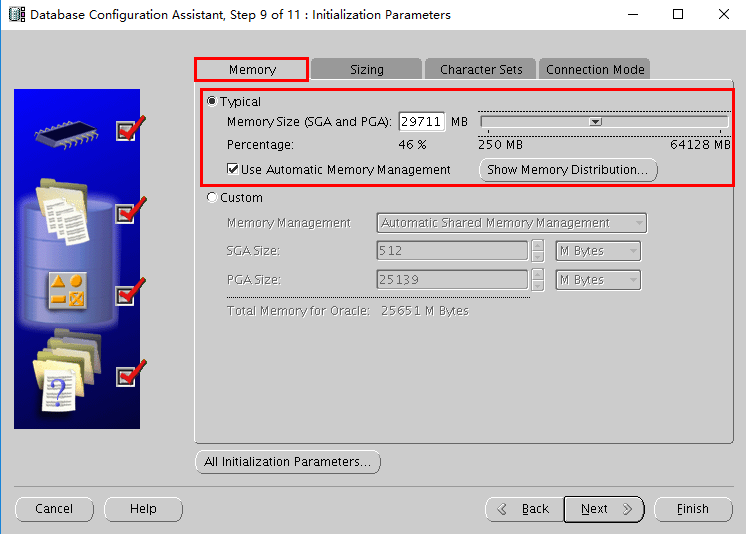 Database Configuration Assistant, Step 9 of 11 : Initialization Parameters
Memory Sizing Character Sets Connection Mode
Typical
Memory Size (SGA and PGA): 29711 MB
Percentage: 46 % 250 MB 64128 MB
Use Automatic Memory Management Show Memory Distribution...
Custom
Memory Management Automatic Shared Memory Management
SGA Size: 512 M Bytes
PGA Size: 25139 M Bytes
Total Memory for Oracle: 25651 M Bytes
?
All Initialization Parameters...
Cancel Help Back Next Finish